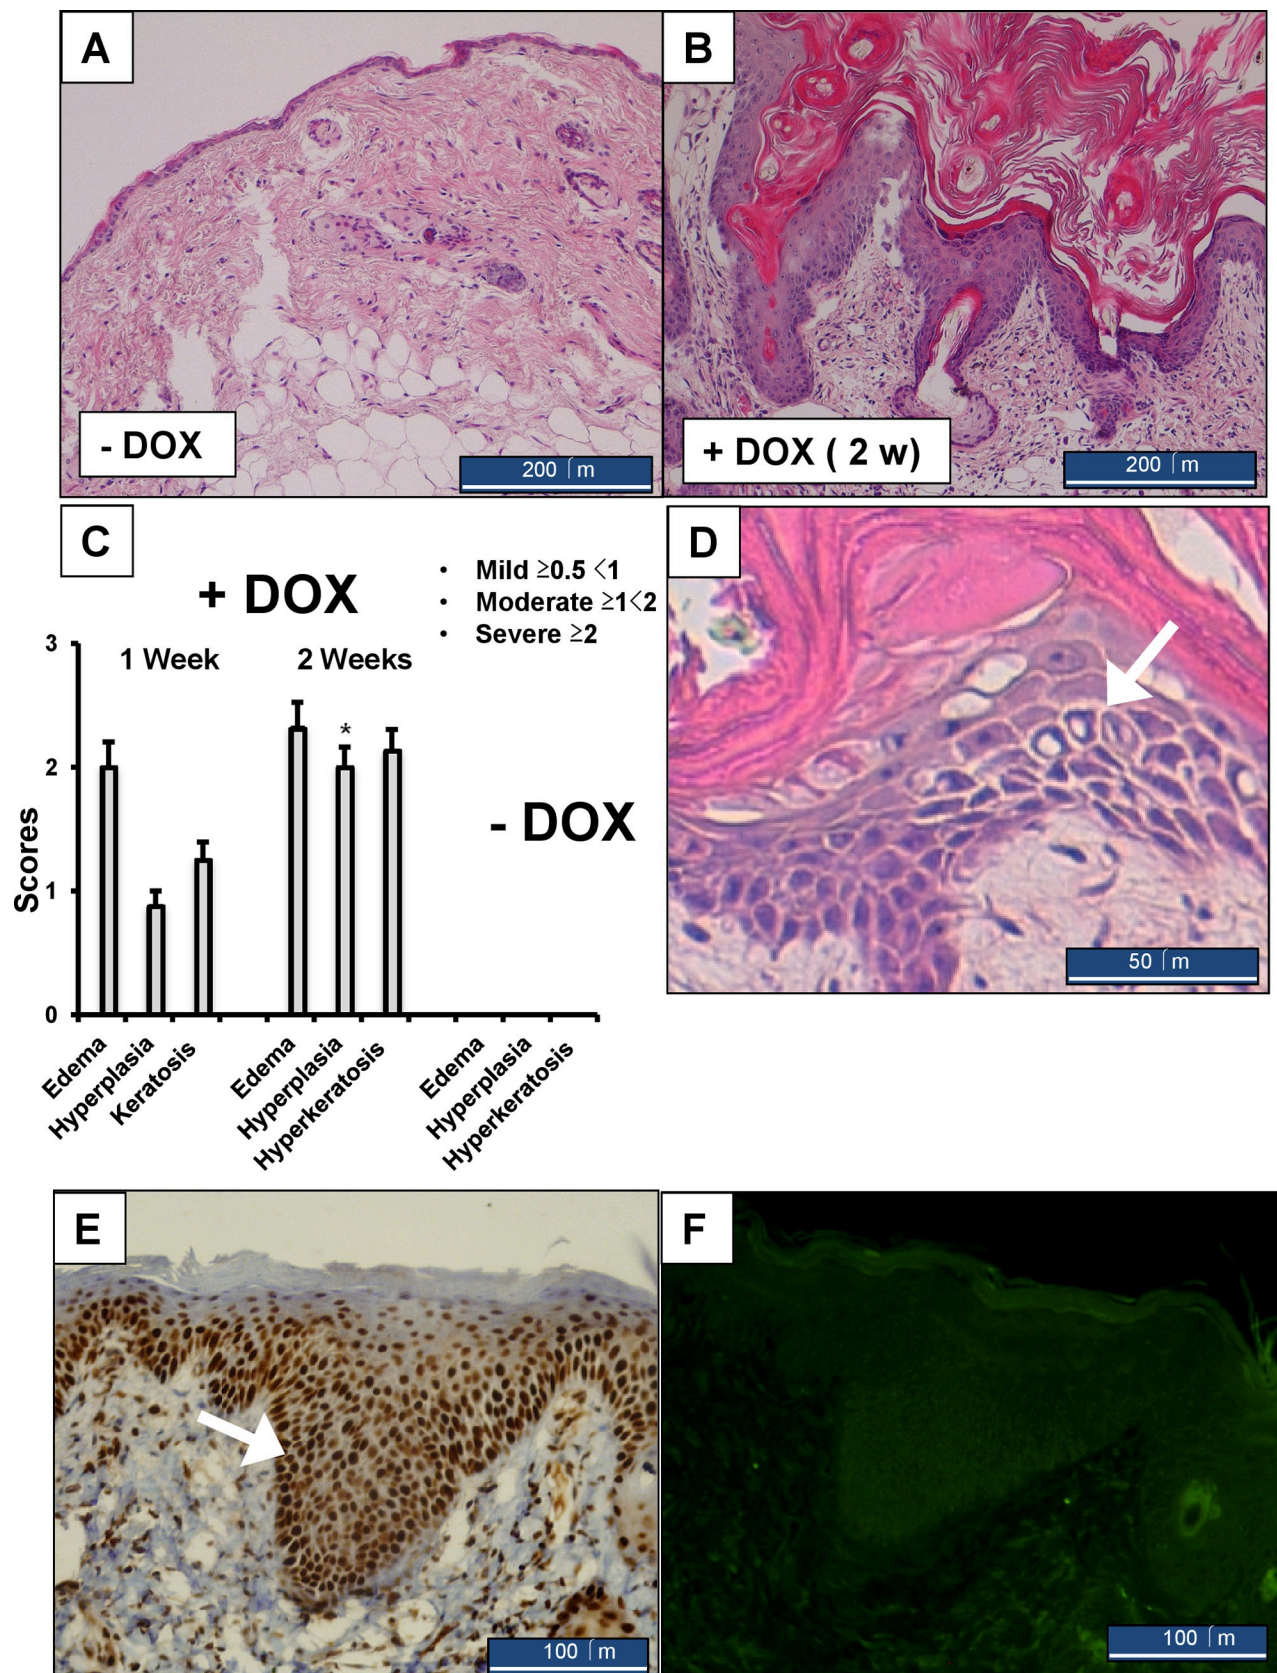 A
- DOX
200 ⌠m
B
+ DOX ( 2 w)
200 ⌠m
C
+ DOX
• Mild ≥0.5 <1
• Moderate ≥1<2
• Severe ≥2
1 Week
2 Weeks
*
- DOX
Scores
3
2
1
0
Edema
Hyperplasia
Keratosis
Edema
Hyperplasia
Hyperkeratosis
Edema
Hyperplasia
Hyperkeratosis
D
50 ⌠m
E
100 ⌠m
F
100 ⌠m